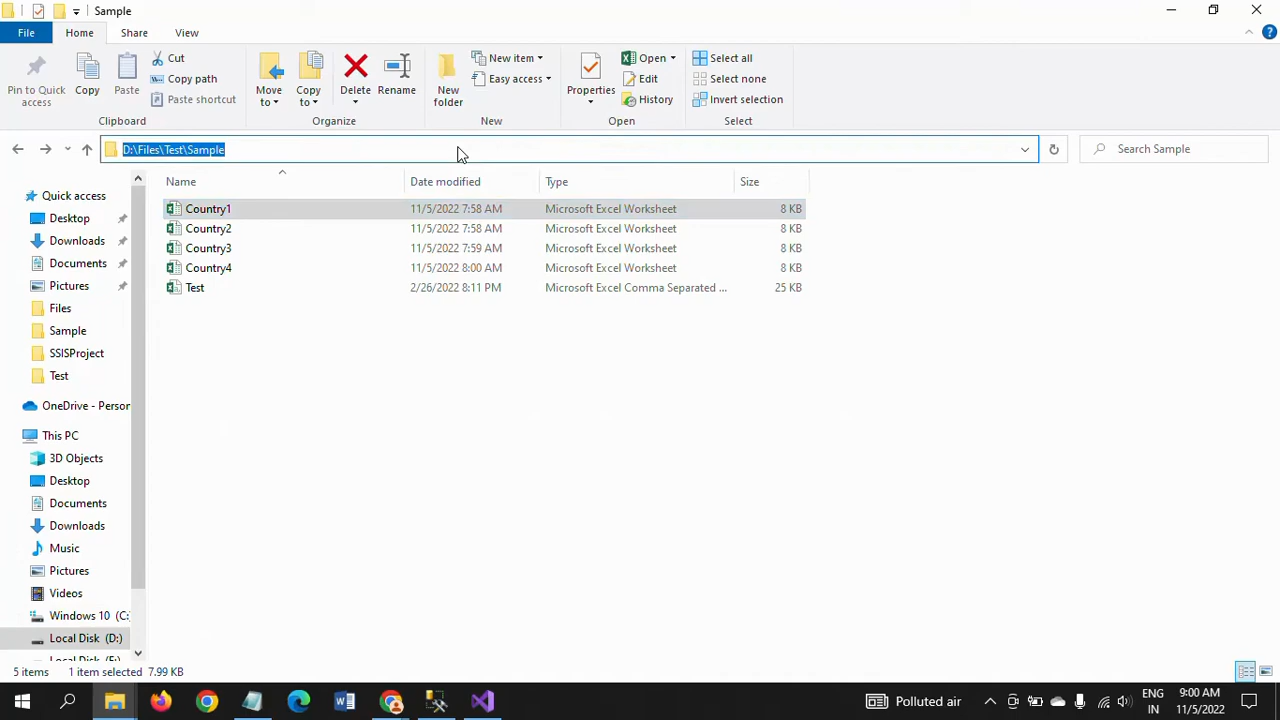 Sample
File Home Share View
Pin to Quick access
Copy
Paste
Cut
Copy path
Paste shortcut
Clipboard
Move to
Copy to
Delete
Rename
Organize
New folder
New item
Easy access
New
Properties
Open
Edit
History
Open
Select all
Select none
Invert selection
Select
D:\Files\Test\Sample
Search Sample
Quick access
Desktop
Downloads
Documents
Pictures
Files
Sample
SSISProject
Test
OneDrive - Person
This PC
3D Objects
Desktop
Documents
Downloads
Music
Pictures
Videos
Windows 10 (C:
Local Disk (D:)
Name Date modified Type Size
Country1 11/5/2022 7:58 AM Microsoft Excel Worksheet 8 KB
Country2 11/5/2022 7:58 AM Microsoft Excel Worksheet 8 KB
Country3 11/5/2022 7:59 AM Microsoft Excel Worksheet 8 KB
Country4 11/5/2022 8:00 AM Microsoft Excel Worksheet 8 KB
Test 2/26/2022 8:11 PM Microsoft Excel Comma Separated ... 25 KB
5 items 1 item selected 7.99 KB
Polluted air
ENG
IN
9:00 AM
11/5/2022